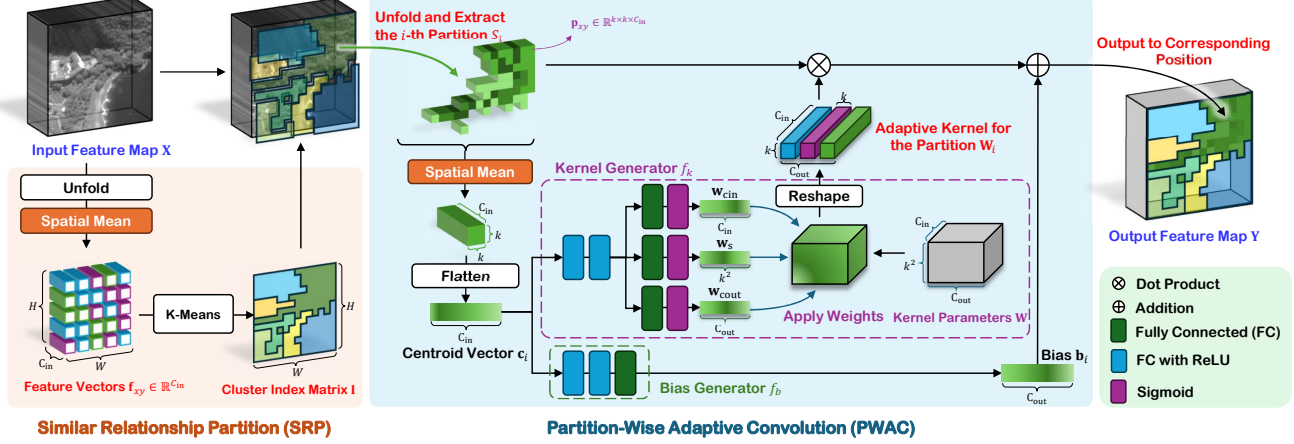 Input Feature Map X
Unfold
Spatial Mean
H
C_in
W
Feature Vectors f_xy ∈ ℝ^{C_in}
K-Means
H
W
Cluster Index Matrix I
Similar Relationship Partition (SRP)
Unfold and Extract
the i-th Partition S_i
p_xy ∈ ℝ^{k×k×C_in}
Spatial Mean
C_in
k
k
Flatten
C_in
Centroid Vector c_i
Kernel Generator f_k
w_cin
C_in
w_s
k^2
w_cout
C_out
Apply Weights
Reshape
C_in
k
k
C_out
Adaptive Kernel for
the Partition W_i
C_in
k^2
C_out
Kernel Parameters W
Bias Generator f_b
Bias b_i
C_out
Partition-Wise Adaptive Convolution (PWAC)
Output to Corresponding
Position
Output Feature Map Y
Dot Product
Addition
Fully Connected (FC)
FC with ReLU
Sigmoid